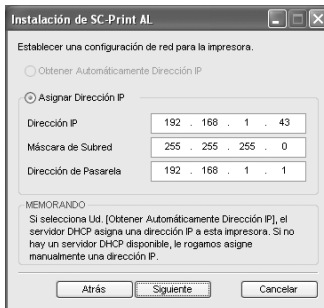 Instalación de SC-Print AL
Establecer una configuración de red para la impresora.
Obtener Automáticamente Dirección IP
Asignar Dirección IP
Dirección IP 192 . 168 . 1 . 43
Máscara de Subred 255 . 255 . 255 . 0
Dirección de Pasarela 192 . 168 . 1 . 1
MEMORANDO
Si selecciona Ud. [Obtener Automáticamente Dirección IP], el
servidor DHCP asigna una dirección IP a esta impresora. Si no
hay un servidor DHCP disponible, le rogamos asigne
manualmente una dirección IP.
Atrás Siguiente Cancelar